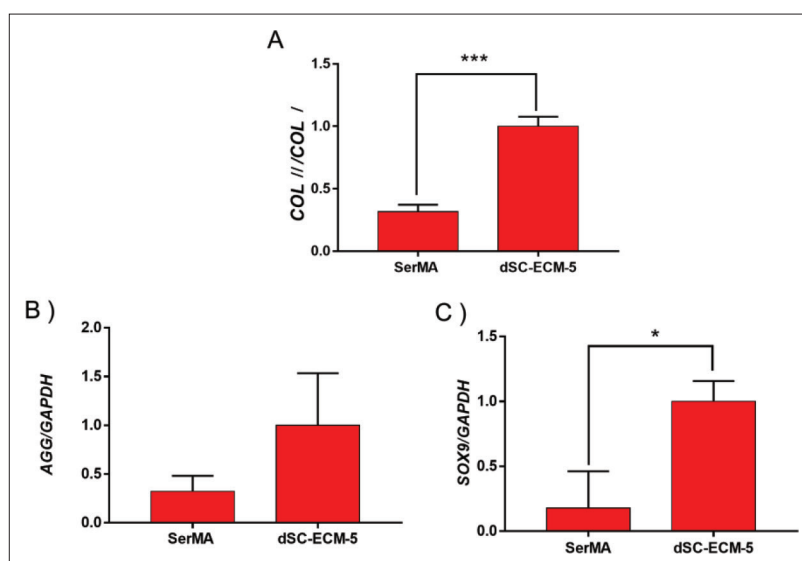 A
***
COL II/COL I
1.5
1.0
0.5
0.0
SerMA dSC-ECM-5
B )
AGG/GAPDH
2.0
1.5
1.0
0.5
0.0
SerMA dSC-ECM-5
C )
*
SOX9/GAPDH
1.5
1.0
0.5
0.0
SerMA dSC-ECM-5